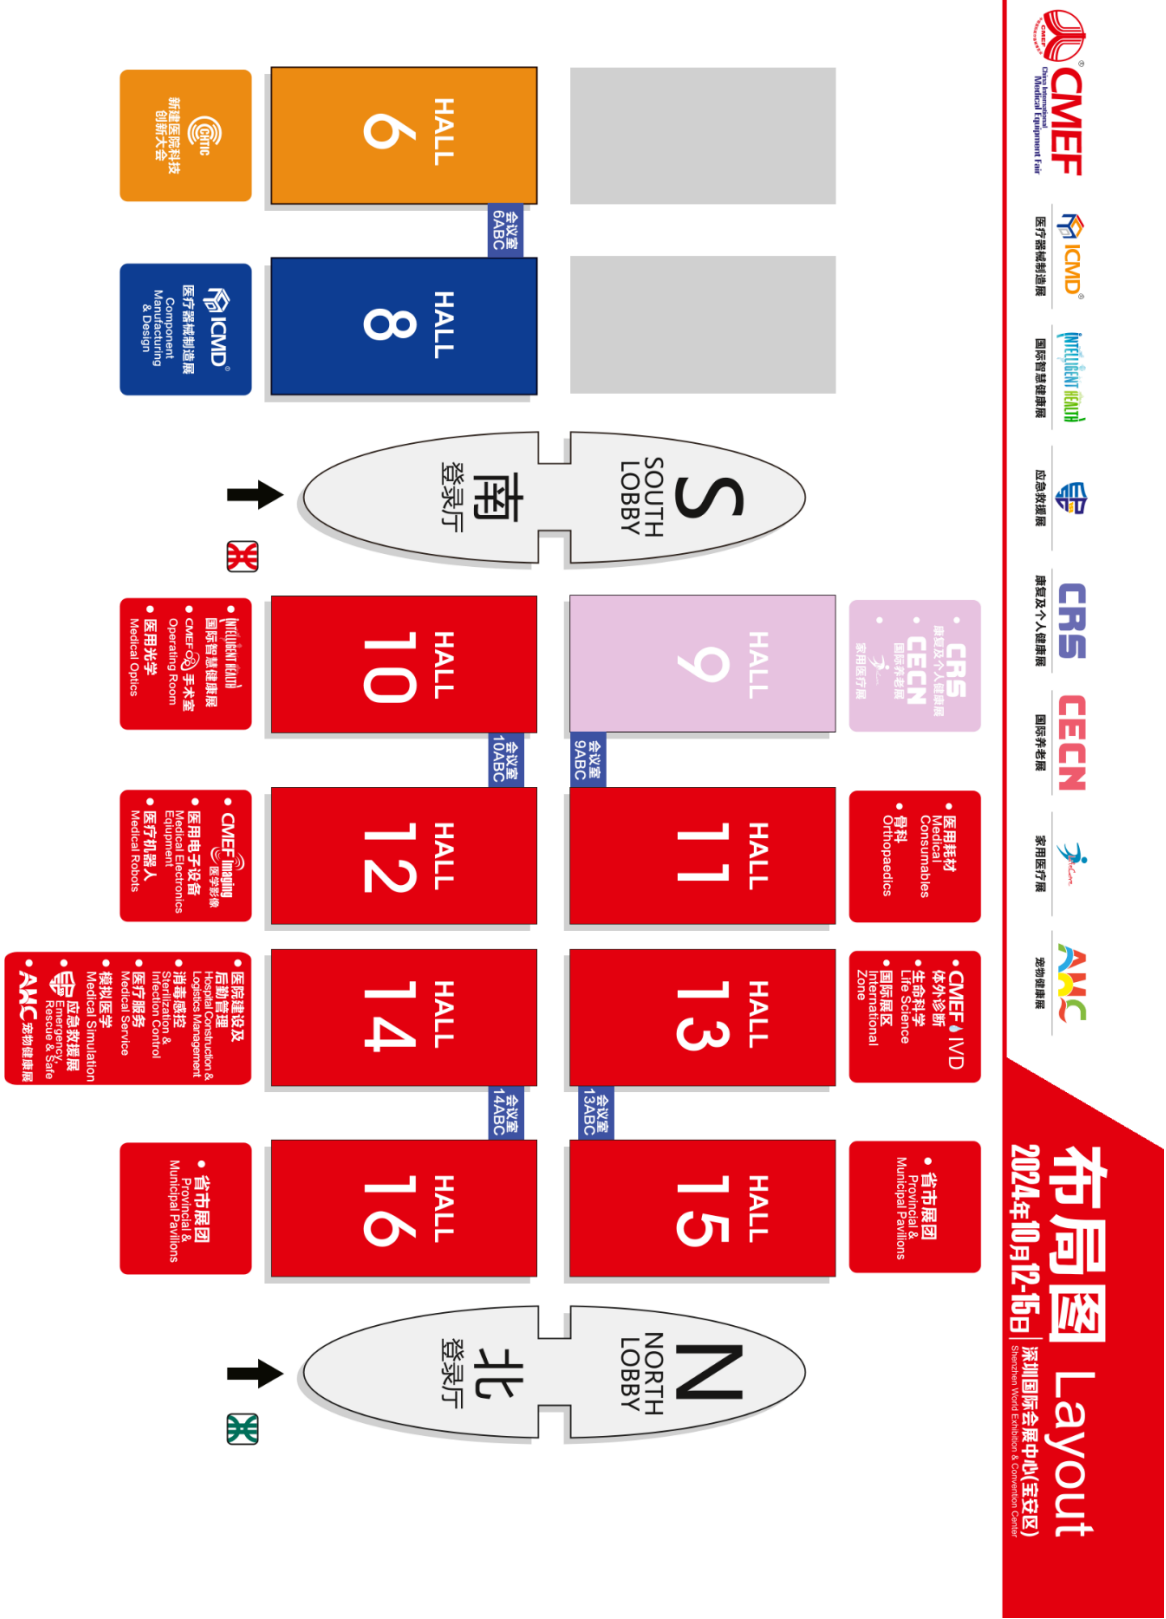 CMEF
China International
Medical Equipment Fair
ICMD
医疗器械制造展
INTELLIGENT HEALTH
国际智慧健康展
应急救援展
CRS
康复及个人健康展
CECN
国际养老展
家用医疗展
AWC
宠物健康展
布局图 Layout
2024年10月12-15日
深圳国际会展中心(宝安区)
Shenzhen World Exhibition & Convention Center
• CRS
康复及个人健康展
• CECN
国际养老展
•
家用医疗展
• 医用耗材
Medical
Consumables
• 骨科
Orthopaedics
• CMEF IVD
体外诊断
• 生命科学
Life Science
• 国际展区
International
Zone
• 省市展团
Provincial &
Municipal Pavilions
S
SOUTH
LOBBY
HALL
9
HALL
11
HALL
13
HALL
15
N
NORTH
LOBBY
会议室
9ABC
会议室
13ABC
会议室
6ABC
会议室
10ABC
会议室
14ABC
HALL
6
HALL
8
南
登录厅
HALL
10
HALL
12
HALL
14
HALL
16
北
登录厅
CHTIC
新建医院科技
创新大会
ICMD
医疗器械制造展
Component
Manufacturing
& Design
• INTELLIGENT HEALTH
国际智慧健康展
• CMEF 手术室
Operating Room
• 医用光学
Medical Optics
• CMEF Imaging
医学影像
• 医用电子设备
Medical Electronics
Eqiupment
• 医疗机器人
Medical Robots
• 医院建设及
后勤管理
Hospital Construction &
Logistics Management
• 消毒感控
Sterilization &
Infection Control
• 医疗服务
Medical Service
• 模拟医学
Medical Simulation
• 应急救援展
Emergency,
Rescue & Safe
• AWC 宠物健康展
• 省市展团
Provincial &
Municipal Pavilions